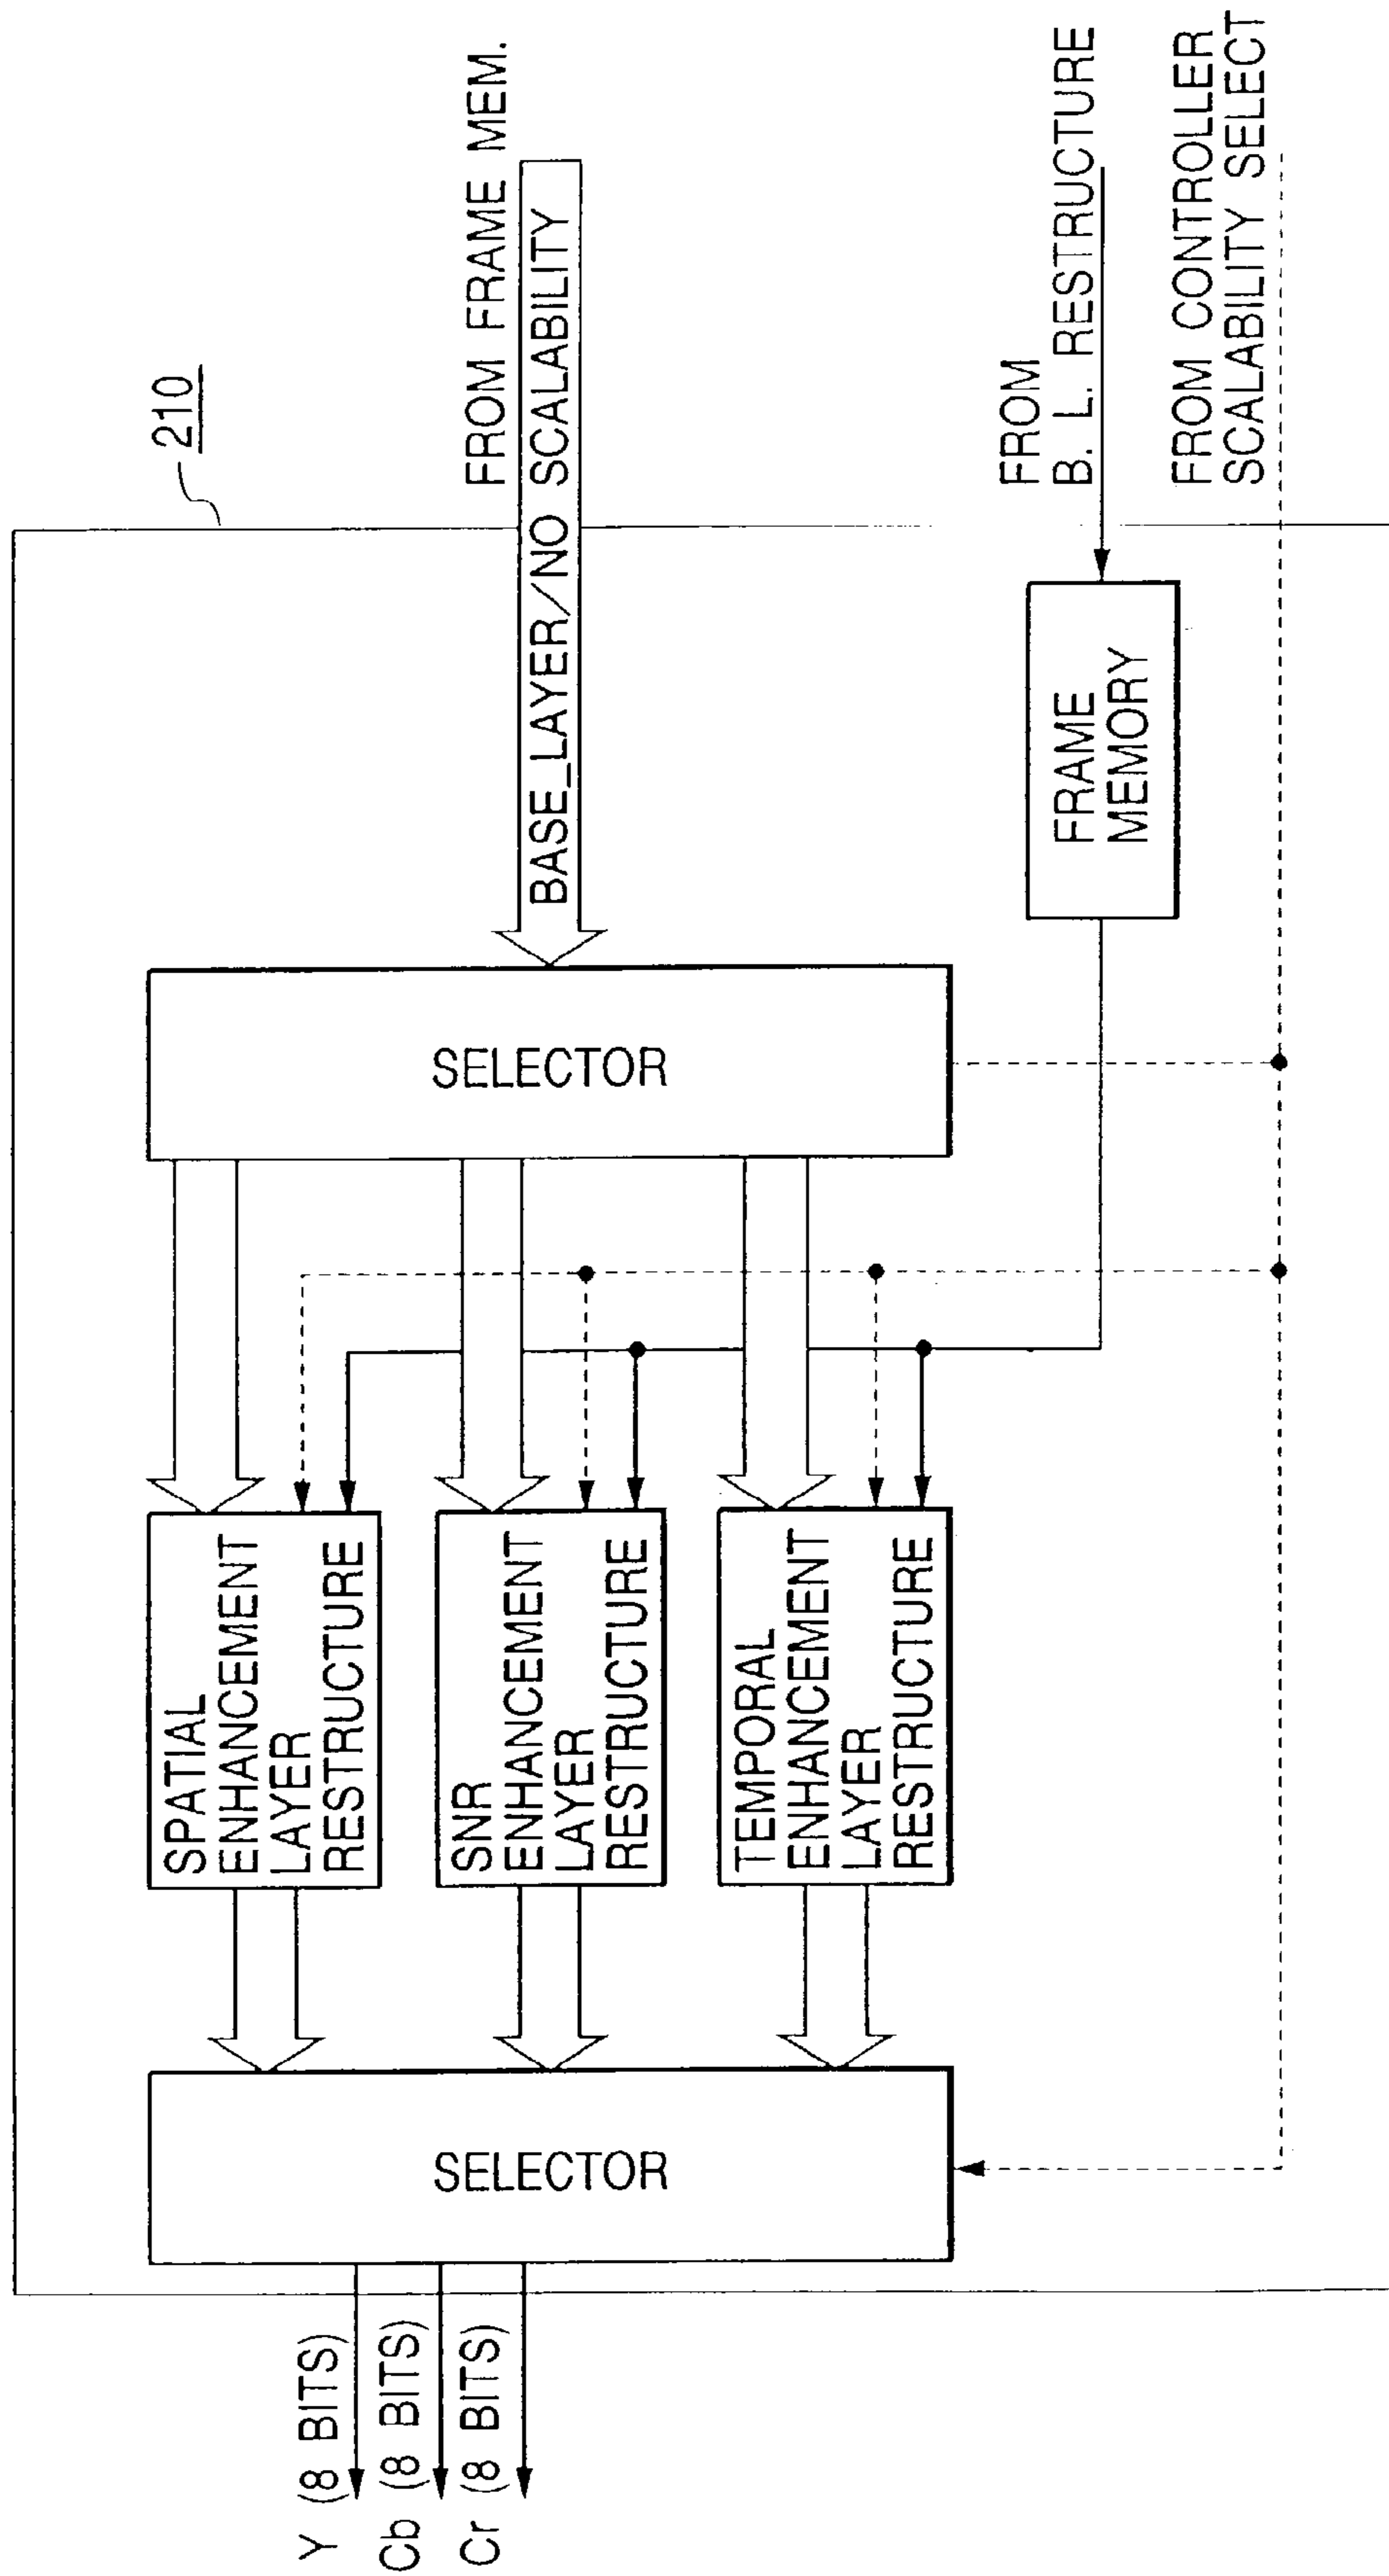 210
FROM FRAME MEM.
BASE_LAYER/NO SCALABILITY
FROM
B. L. RESTRUCTURE
FROM CONTROLLER
SCALABILITY SELECT
FRAME
MEMORY
SELECTOR
SPATIAL
ENHANCEMENT
LAYER
RESTRUCTURE
SNR
ENHANCEMENT
LAYER
RESTRUCTURE
TEMPORAL
ENHANCEMENT
LAYER
RESTRUCTURE
SELECTOR
Y (8 BITS)
Cb (8 BITS)
Cr (8 BITS)